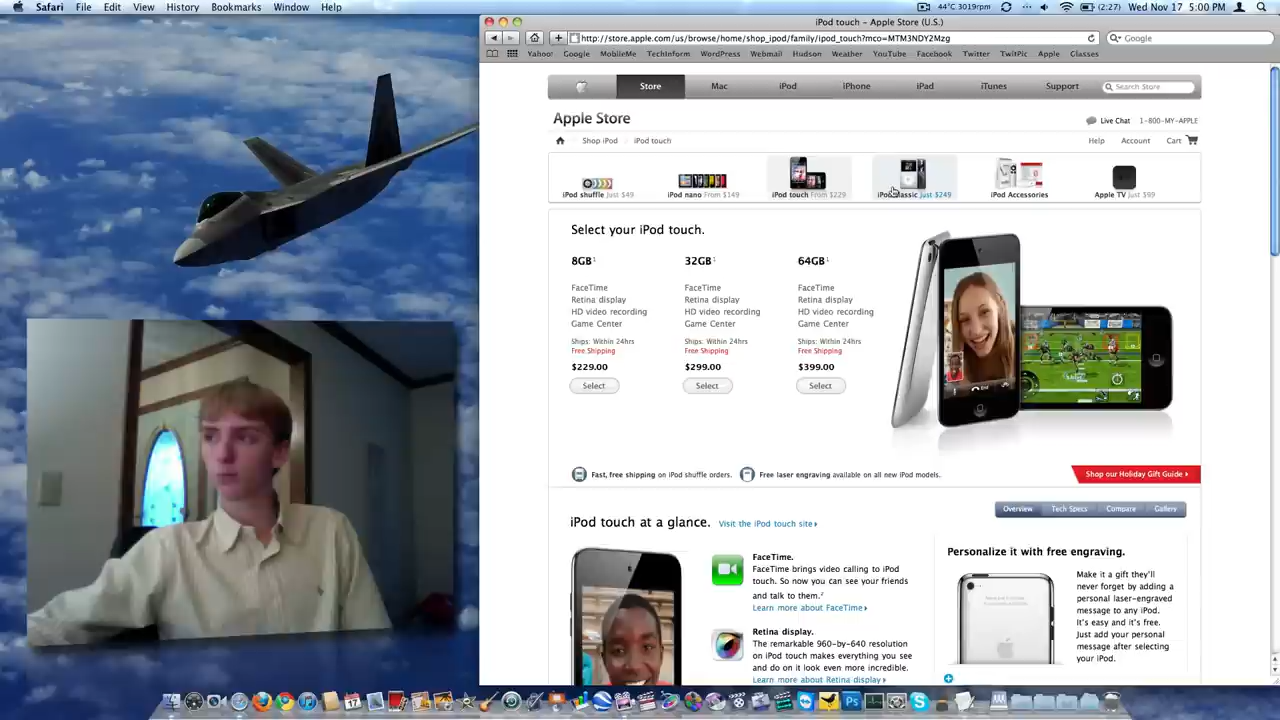 Safari File Edit View History Bookmarks Window Help
44°C 3019rpm (2:27) Wed Nov 17 5:00 PM
iPod touch – Apple Store (U.S.)
http://store.apple.com/us/browse/home/shop_ipod/family/ipod_touch?mco=MTM3NDY2Mzg
Google
Yahoo! Google MobileMe TechInform WordPress Webmail Hudson Weather YouTube Facebook Twitter TwitPic Apple Classes
Store Mac iPod iPhone iPad iTunes Support Search Store
Apple Store
Live Chat 1-800-MY-APPLE
Shop iPod iPod touch
Help Account Cart
iPod shuffle Just $49
iPod nano From $149
iPod touch From $229
iPod classic Just $249
iPod Accessories
Apple TV Just $99
Select your iPod touch.
8GB1
FaceTime
Retina display
HD video recording
Game Center
Ships: Within 24hrs
Free Shipping
$229.00
Select
32GB1
FaceTime
Retina display
HD video recording
Game Center
Ships: Within 24hrs
Free Shipping
$299.00
Select
64GB1
FaceTime
Retina display
HD video recording
Game Center
Ships: Within 24hrs
Free Shipping
$399.00
Select
Fast, free shipping on iPod shuffle orders.
Free laser engraving available on all new iPod models.
Shop our Holiday Gift Guide
Overview Tech Specs Compare Gallery
iPod touch at a glance. Visit the iPod touch site
FaceTime.
FaceTime brings video calling to iPod
touch. So now you can see your friends
and talk to them.2
Learn more about FaceTime
Retina display.
The remarkable 960-by-640 resolution
on iPod touch makes everything you see
and do on it look even more incredible.
Learn more about Retina display
Personalize it with free engraving.
Make it a gift they'll
never forget by adding a
personal laser-engraved
message to any iPod.
It's easy and it's free.
Just add your personal
message after selecting
your iPod.
17
Ps